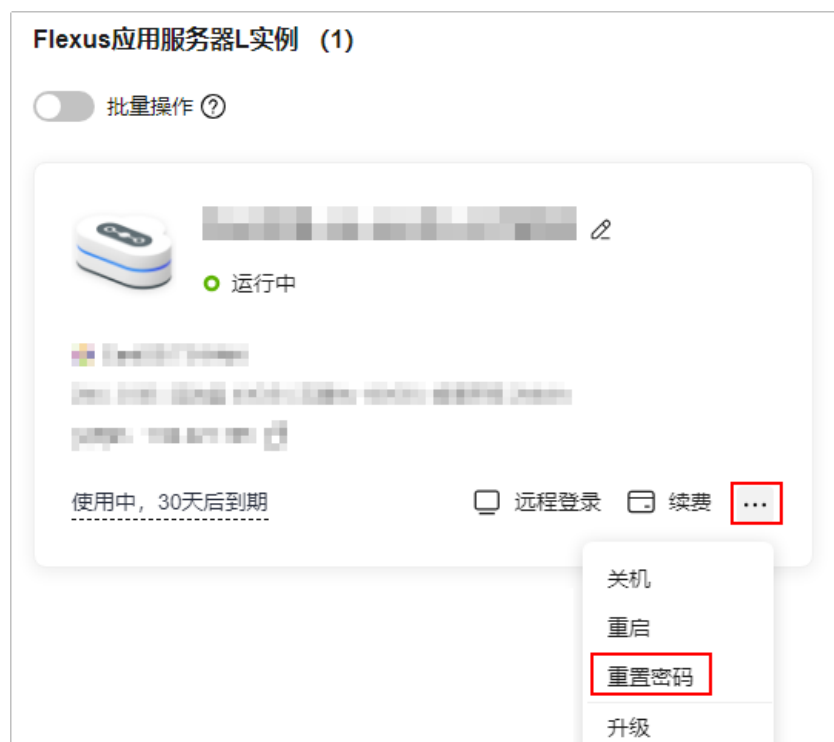 Flexus应用服务器L实例 (1)
批量操作
运行中
使用中，30天后到期 远程登录 续费 ...
关机
重启
重置密码
升级